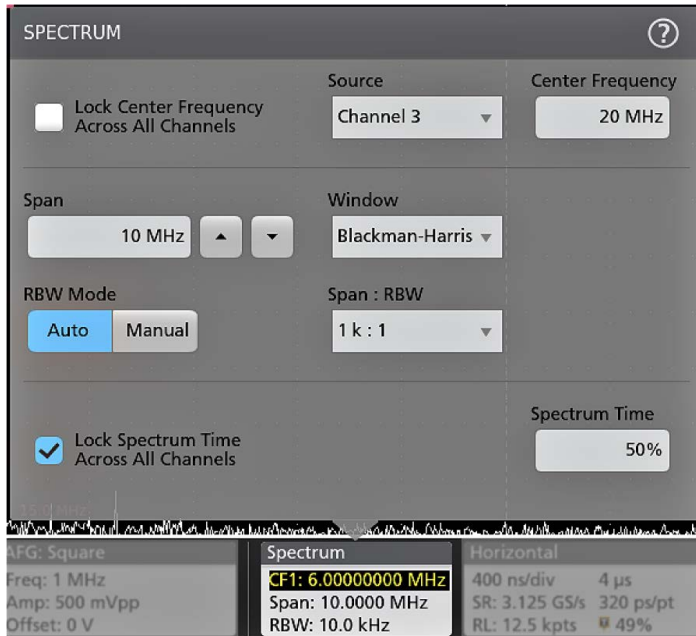 SPECTRUM
?
Source
Center Frequency
Lock Center Frequency
Across All Channels
Channel 3
20 MHz
Span
Window
10 MHz
Blackman-Harris
RBW Mode
Span : RBW
Auto
Manual
1 k : 1
Spectrum Time
Lock Spectrum Time
Across All Channels
50%
15.0 MHz
AFG: Square
Freq: 1 MHz
Amp: 500 mVpp
Offset: 0 V
Spectrum
CF1: 6.00000000 MHz
Span: 10.0000 MHz
RBW: 10.0 kHz
Horizontal
400 ns/div 4 µs
SR: 3.125 GS/s 320 ps/pt
RL: 12.5 kpts 49%